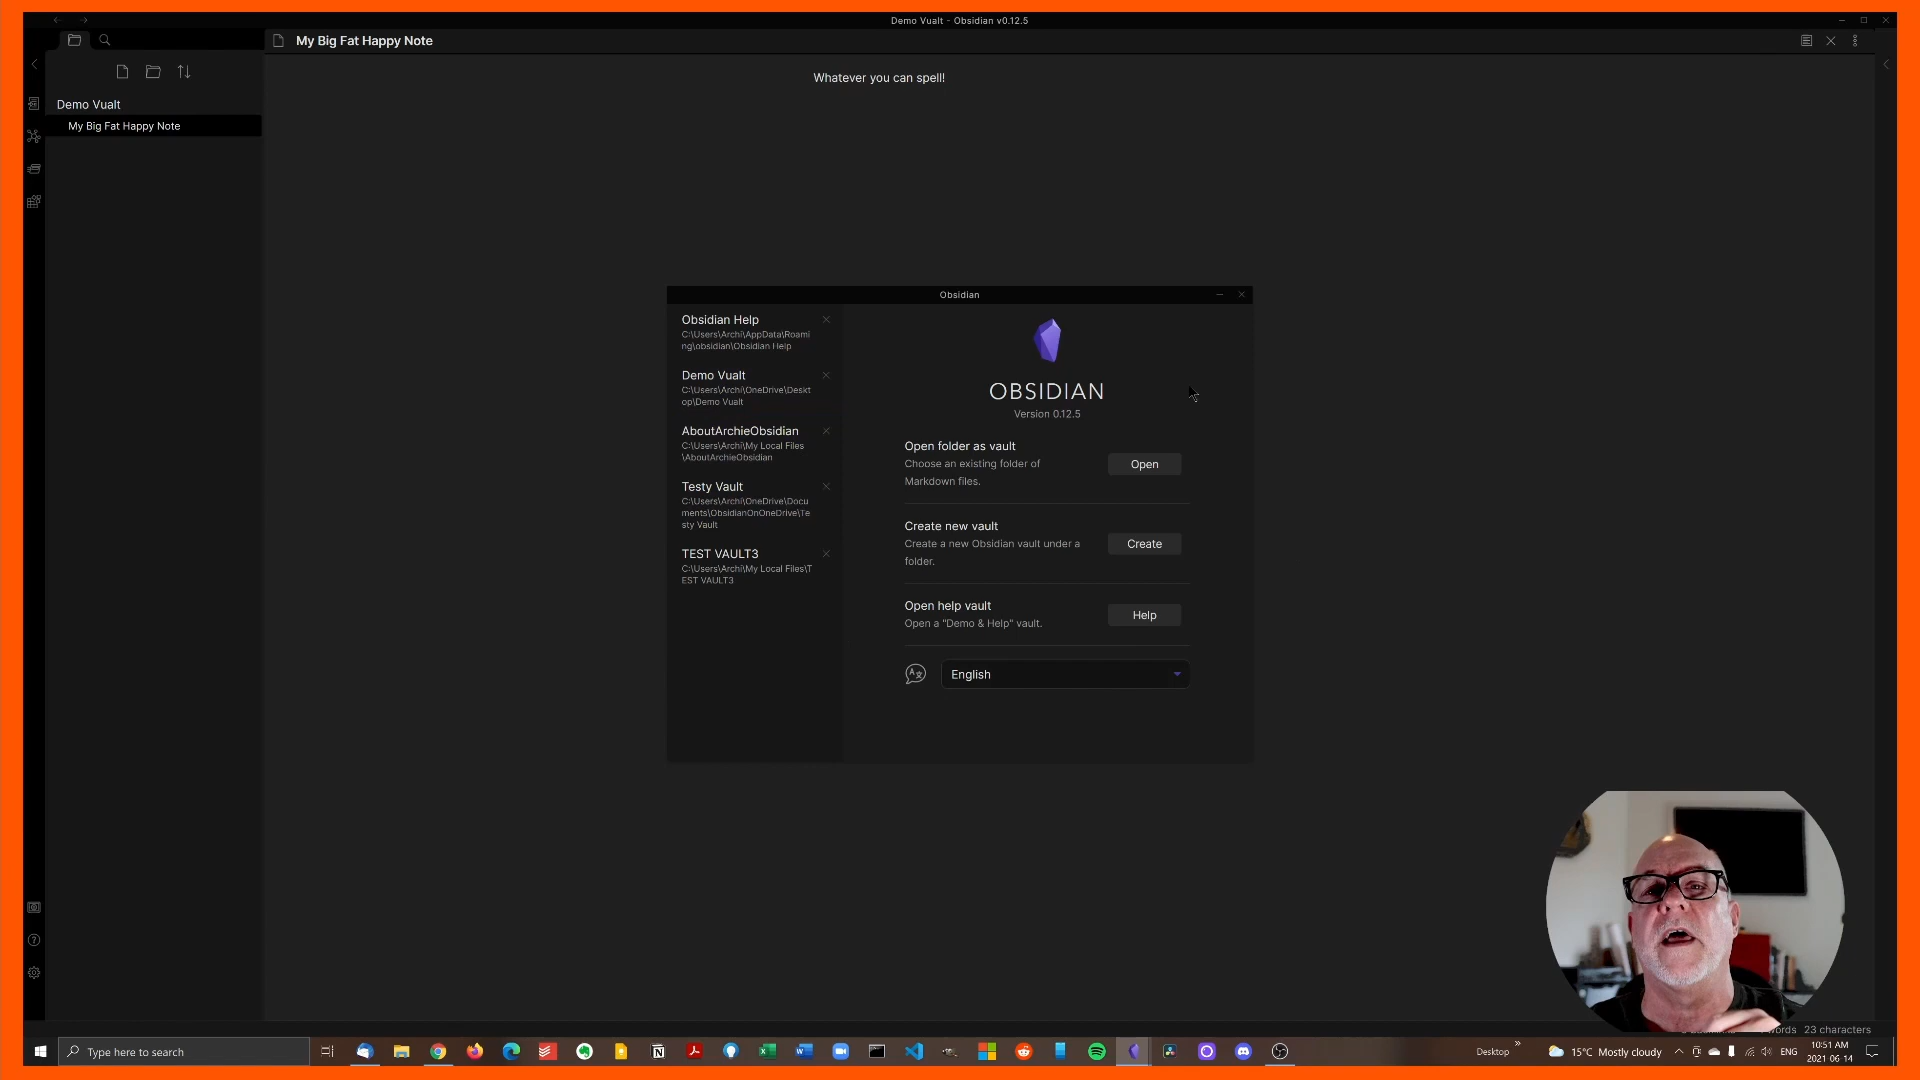 Demo Vualt - Obsidian v0.12.5
My Big Fat Happy Note
Whatever you can spell!
Demo Vualt
My Big Fat Happy Note
Obsidian
Obsidian Help
C:\Users\Archi\AppData\Roami
ng\obsidian\Obsidian Help
Demo Vualt
C:\Users\Archi\OneDrive\Deskt
op\Demo Vualt
AboutArchieObsidian
C:\Users\Archi\My Local Files
\AboutArchieObsidian
Testy Vault
C:\Users\Archi\OneDrive\Docu
ments\ObsidianOnOneDrive\Te
sty Vault
TEST VAULT3
C:\Users\Archi\My Local Files\T
EST VAULT3
OBSIDIAN
Version 0.12.5
Open folder as vault
Choose an existing folder of
Markdown files.
Open
Create new vault
Create a new Obsidian vault under a
folder.
Create
Open help vault
Open a "Demo & Help" vault.
Help
English
words 23 characters
Type here to search
Desktop
15°C Mostly cloudy
ENG
10:51 AM
2021-06-14